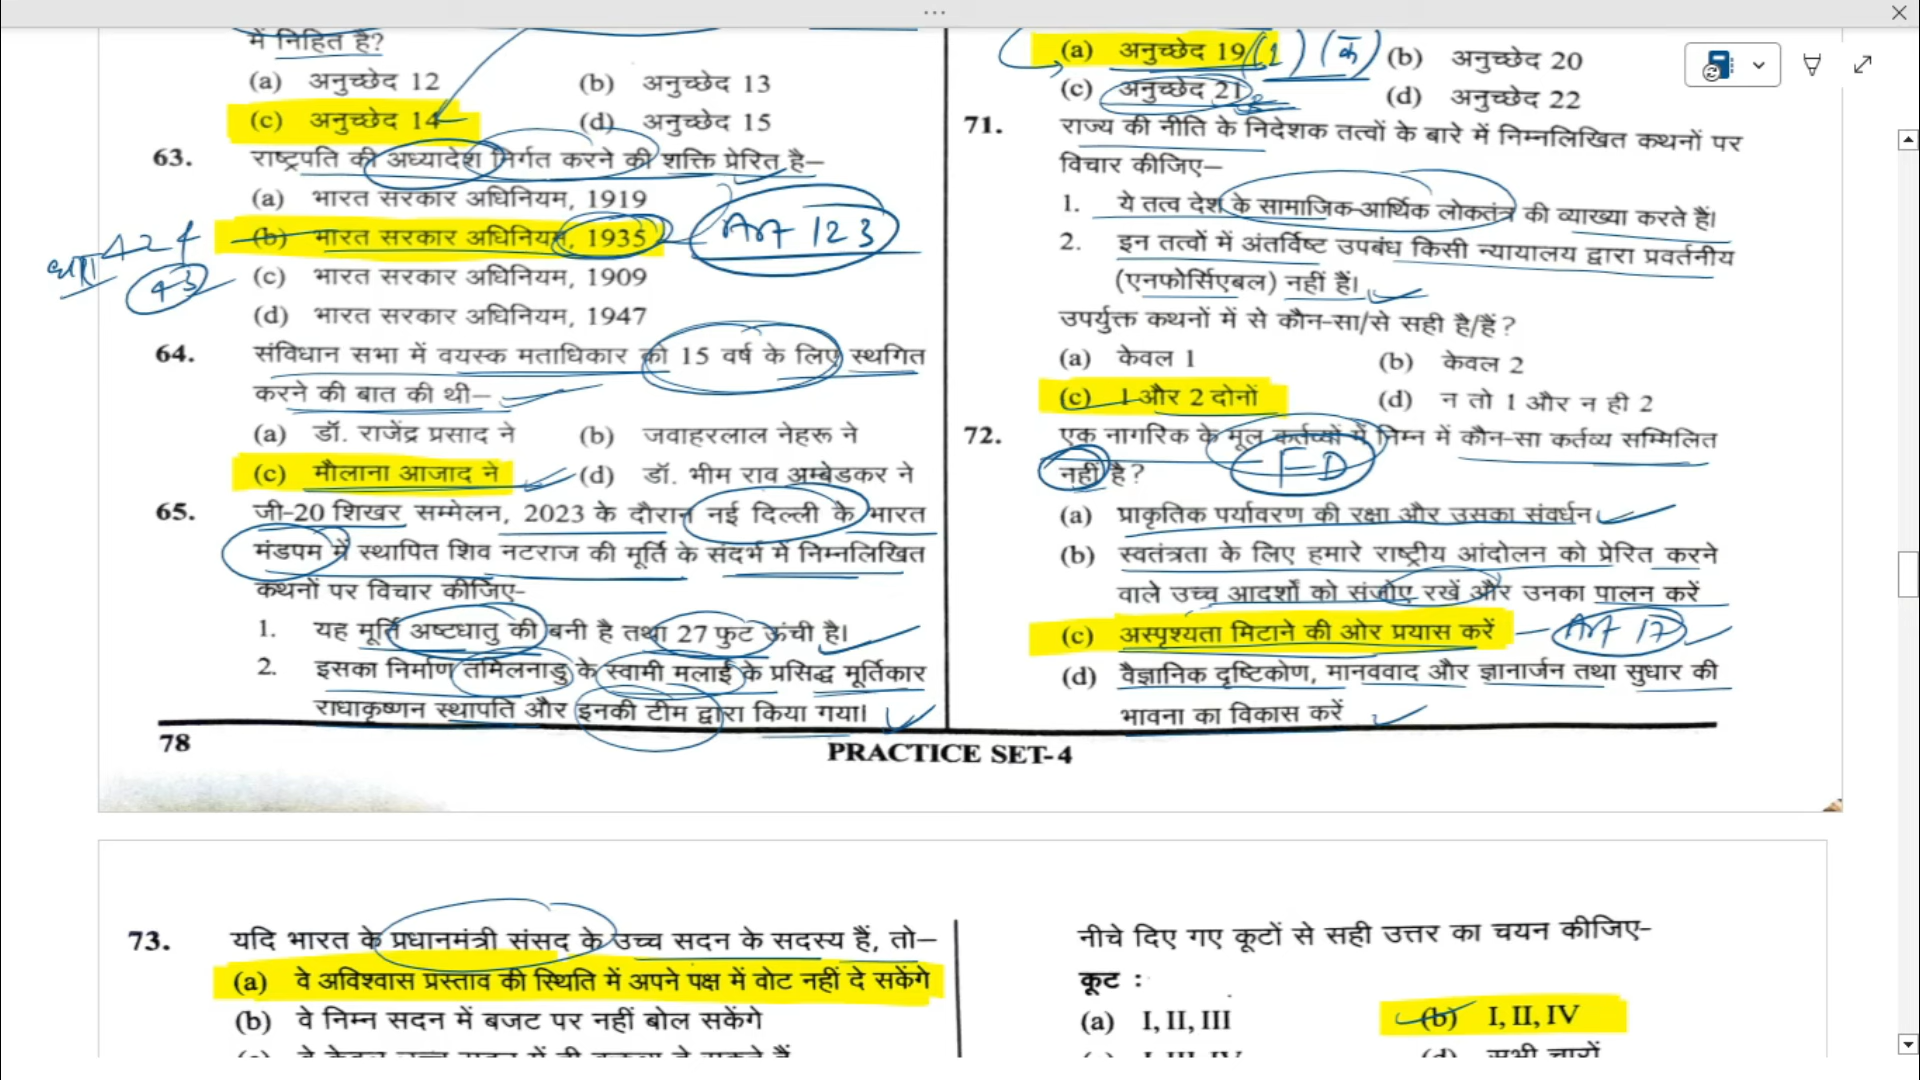 में निहित है?
(a) अनुच्छेद 12
(b) अनुच्छेद 13
(c) अनुच्छेद 14
(d) अनुच्छेद 15
63. राष्ट्रपति की अध्यादेश निर्गत करने की शक्ति प्रेरित है–
(a) भारत सरकार अधिनियम, 1919
(b) भारत सरकार अधिनियम, 1935
Art 123
42
43
(c) भारत सरकार अधिनियम, 1909
(d) भारत सरकार अधिनियम, 1947
64. संविधान सभा में वयस्क मताधिकार को 15 वर्ष के लिए स्थगित
करने की बात की थी–
(a) डॉ. राजेंद्र प्रसाद ने
(b) जवाहरलाल नेहरू ने
(c) मौलाना आजाद ने
(d) डॉ. भीम राव अम्बेडकर ने
65. जी-20 शिखर सम्मेलन, 2023 के दौरान नई दिल्ली के भारत
मंडपम में स्थापित शिव नटराज की मूर्ति के संदर्भ में निम्नलिखित
कथनों पर विचार कीजिए-
1. यह मूर्ति अष्टधातु की बनी है तथा 27 फुट ऊंची है।
2. इसका निर्माण तमिलनाडु के स्वामी मलाई के प्रसिद्ध मूर्तिकार
राधाकृष्णन स्थापति और इनकी टीम द्वारा किया गया।
(a) अनुच्छेद 19 (1) (क)
(b) अनुच्छेद 20
(c) अनुच्छेद 21
(d) अनुच्छेद 22
71. राज्य की नीति के निदेशक तत्वों के बारे में निम्नलिखित कथनों पर
विचार कीजिए–
1. ये तत्व देश के सामाजिक-आर्थिक लोकतंत्र की व्याख्या करते हैं।
2. इन तत्वों में अंतर्विष्ट उपबंध किसी न्यायालय द्वारा प्रवर्तनीय
(एनफोर्सिएबल) नहीं हैं।
उपर्युक्त कथनों में से कौन-सा/से सही है/हैं?
(a) केवल 1
(b) केवल 2
(c) 1 और 2 दोनों
(d) न तो 1 और न ही 2
72. एक नागरिक के मूल कर्तव्यों में निम्न में कौन-सा कर्तव्य सम्मिलित
नहीं है?
FD
(a) प्राकृतिक पर्यावरण की रक्षा और उसका संवर्धन
(b) स्वतंत्रता के लिए हमारे राष्ट्रीय आंदोलन को प्रेरित करने
वाले उच्च आदर्शों को संजोए रखें और उनका पालन करें
(c) अस्पृश्यता मिटाने की ओर प्रयास करें
Art 17
(d) वैज्ञानिक दृष्टिकोण, मानववाद और ज्ञानार्जन तथा सुधार की
भावना का विकास करें
78
PRACTICE SET-4
73. यदि भारत के प्रधानमंत्री संसद के उच्च सदन के सदस्य हैं, तो–
(a) वे अविश्वास प्रस्ताव की स्थिति में अपने पक्ष में वोट नहीं दे सकेंगे
(b) वे निम्न सदन में बजट पर नहीं बोल सकेंगे
नीचे दिए गए कूटों से सही उत्तर का चयन कीजिए-
कूट :
(a) I, II, III
(b) I, II, IV
(d) सभी चारों